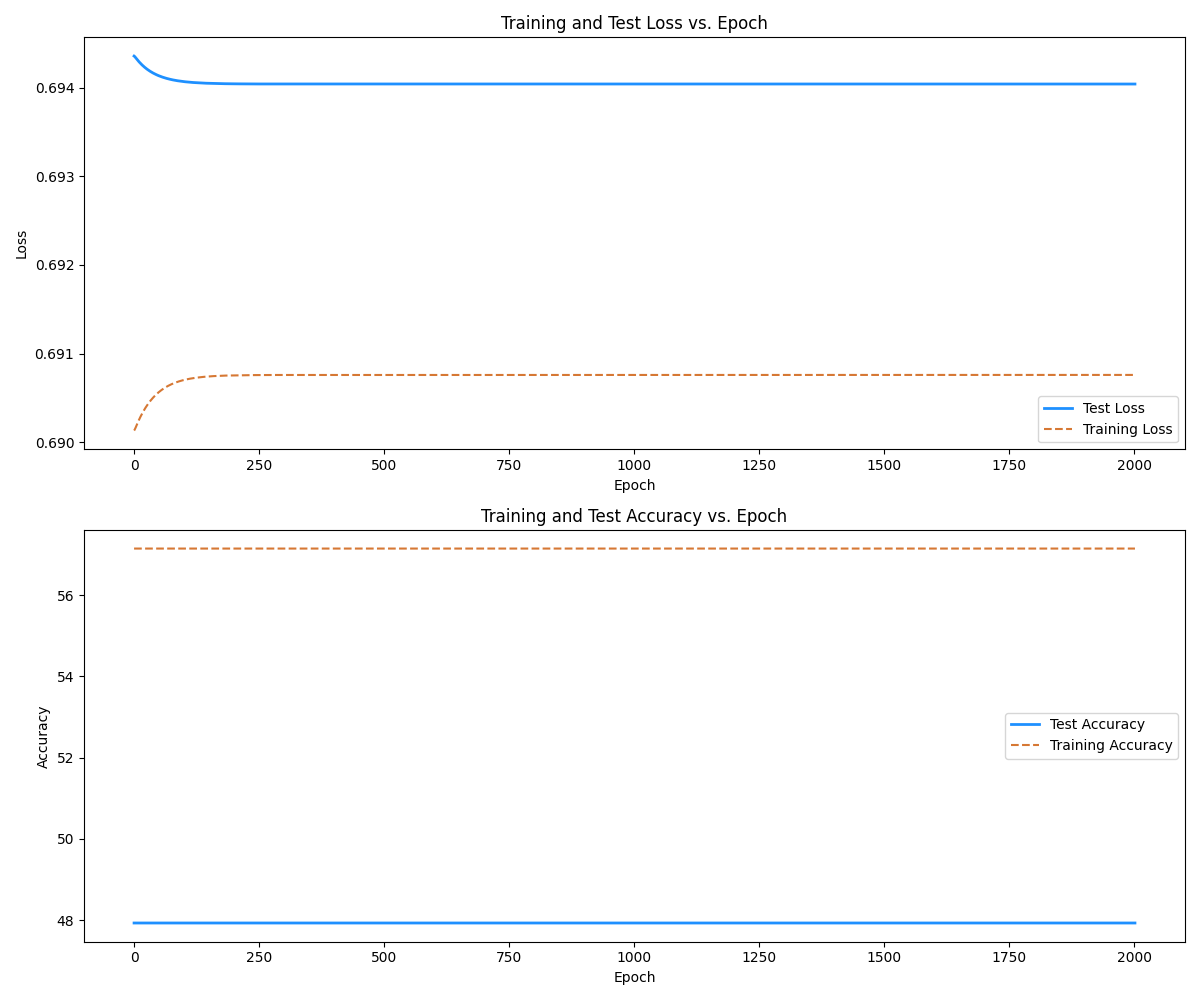 Training and Test Loss vs. Epoch
Loss
0.694
0.693
0.692
0.691
0.690
Test Loss
Training Loss
0 250 500 750 1000 1250 1500 1750 2000
Epoch
Training and Test Accuracy vs. Epoch
Accuracy
56
54
52
50
48
Test Accuracy
Training Accuracy
0 250 500 750 1000 1250 1500 1750 2000
Epoch